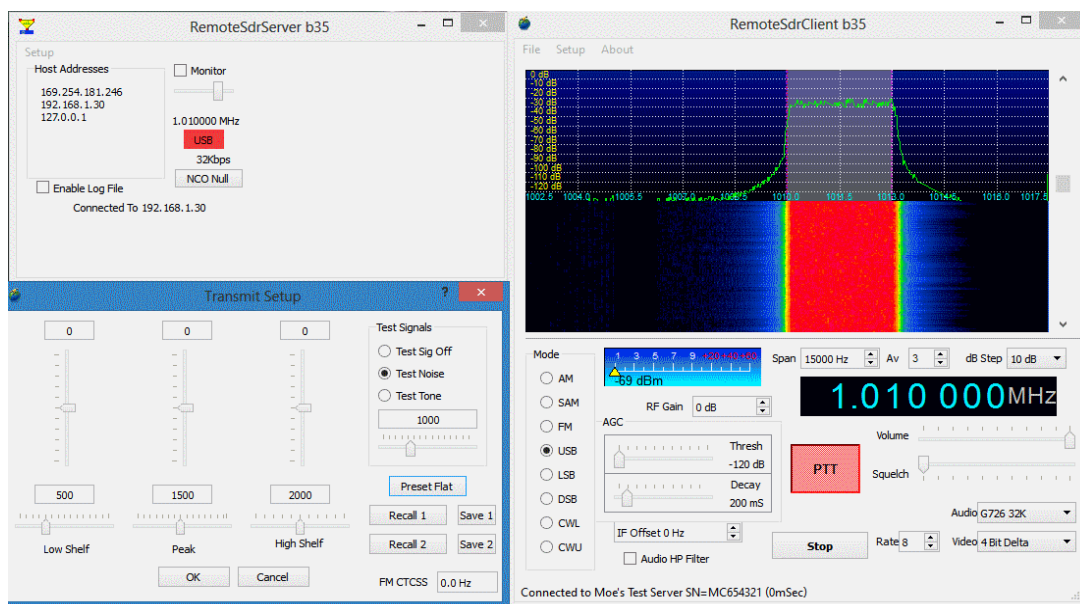 RemoteSdrServer b35
Setup
Host Addresses
169.254.181.246
192.168.1.30
127.0.0.1
Monitor
1.010000 MHz
USB
32Kbps
NCO Null
Enable Log File
Connected To 192.168.1.30
Transmit Setup
?
0
0
0
500
1500
2000
Low Shelf
Peak
High Shelf
OK
Cancel
Test Signals
Test Sig Off
Test Noise
Test Tone
1000
Preset Flat
Recall 1
Save 1
Recall 2
Save 2
FM CTCSS
0.0 Hz
RemoteSdrClient b35
File Setup About
0 dB
-10 dB
-20 dB
-30 dB
-40 dB
-50 dB
-60 dB
-70 dB
-80 dB
-90 dB
-100 dB
-110 dB
-120 dB
1002.5 1004.0 1005.5 1010.0 1011.5 1013.0 1014.5 1016.0 1017.5
Mode
AM
SAM
FM
USB
LSB
DSB
CWL
CWU
1 3 5 7 9 +20+40+60
-69 dBm
Span 15000 Hz
Av 3
dB Step 10 dB
RF Gain 0 dB
1.010 000MHz
AGC
Thresh
-120 dB
Decay
200 mS
PTT
Volume
Squelch
IF Offset 0 Hz
Audio HP Filter
Stop
Audio G726 32K
Rate 8
Video 4 Bit Delta
Connected to Moe's Test Server SN=MC654321 (0mSec)